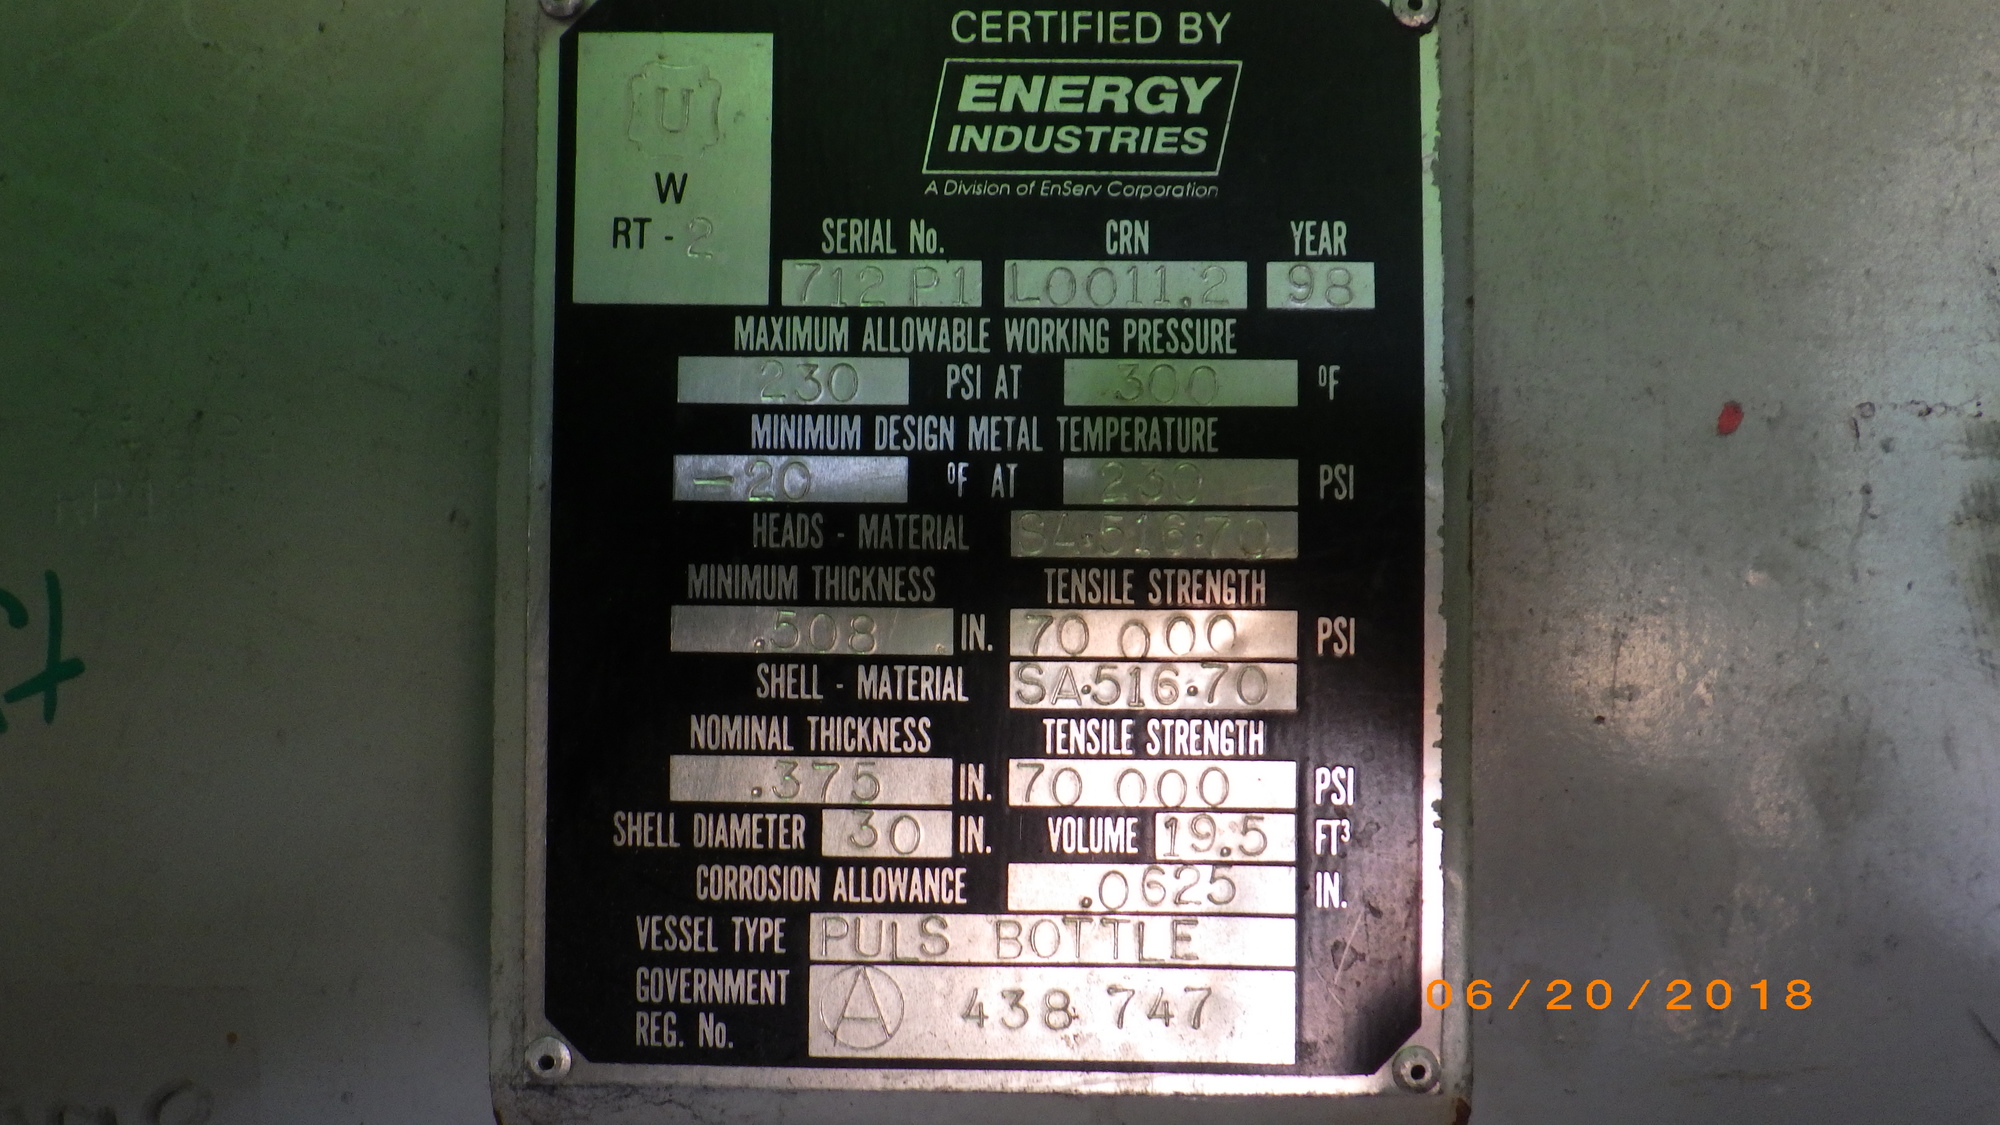 CERTIFIED BY
ENERGY
INDUSTRIES
A Division of EnServ Corporation
U
W
RT - 2
SERIAL No. CRN YEAR
712 P1 L0011.2 98
MAXIMUM ALLOWABLE WORKING PRESSURE
230 PSI AT 300 °F
MINIMUM DESIGN METAL TEMPERATURE
-20 °F AT 230 PSI
HEADS - MATERIAL SA.516.70
MINIMUM THICKNESS TENSILE STRENGTH
.508 IN. 70 000 PSI
SHELL - MATERIAL SA.516.70
NOMINAL THICKNESS TENSILE STRENGTH
.375 IN. 70 000 PSI
SHELL DIAMETER 30 IN. VOLUME 19.5 FT³
CORROSION ALLOWANCE .0625 IN.
VESSEL TYPE PULS BOTTLE
GOVERNMENT
REG. No. A 438 747
06/20/2018